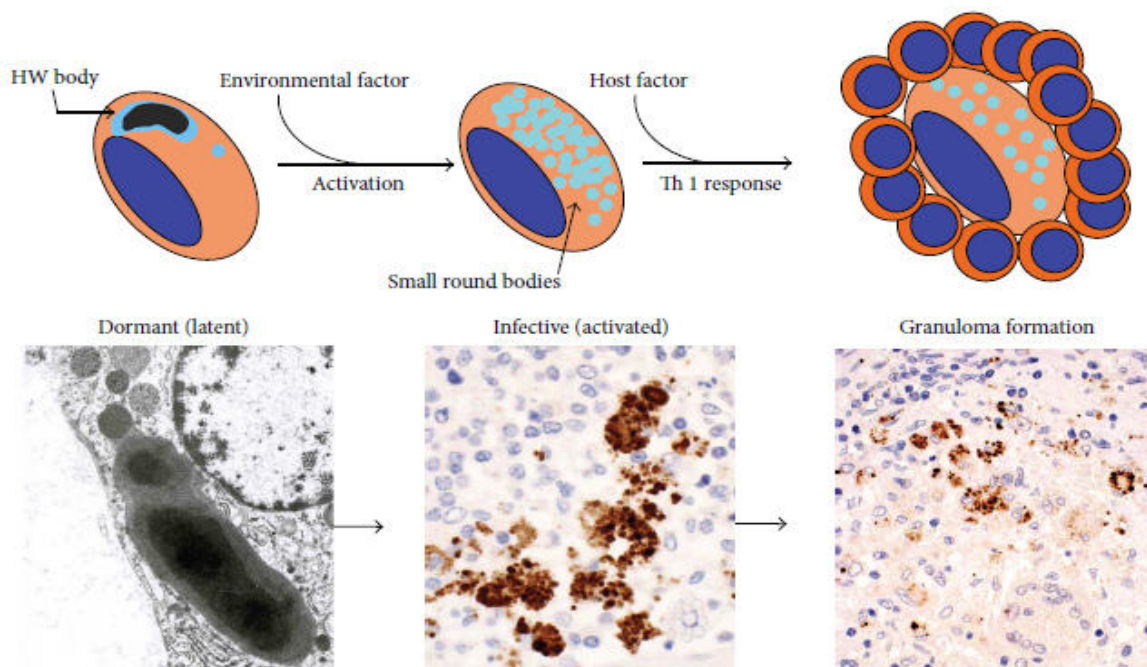 HW body
Environmental factor
Activation
Host factor
Th 1 response
Small round bodies
Dormant (latent)
Infective (activated)
Granuloma formation